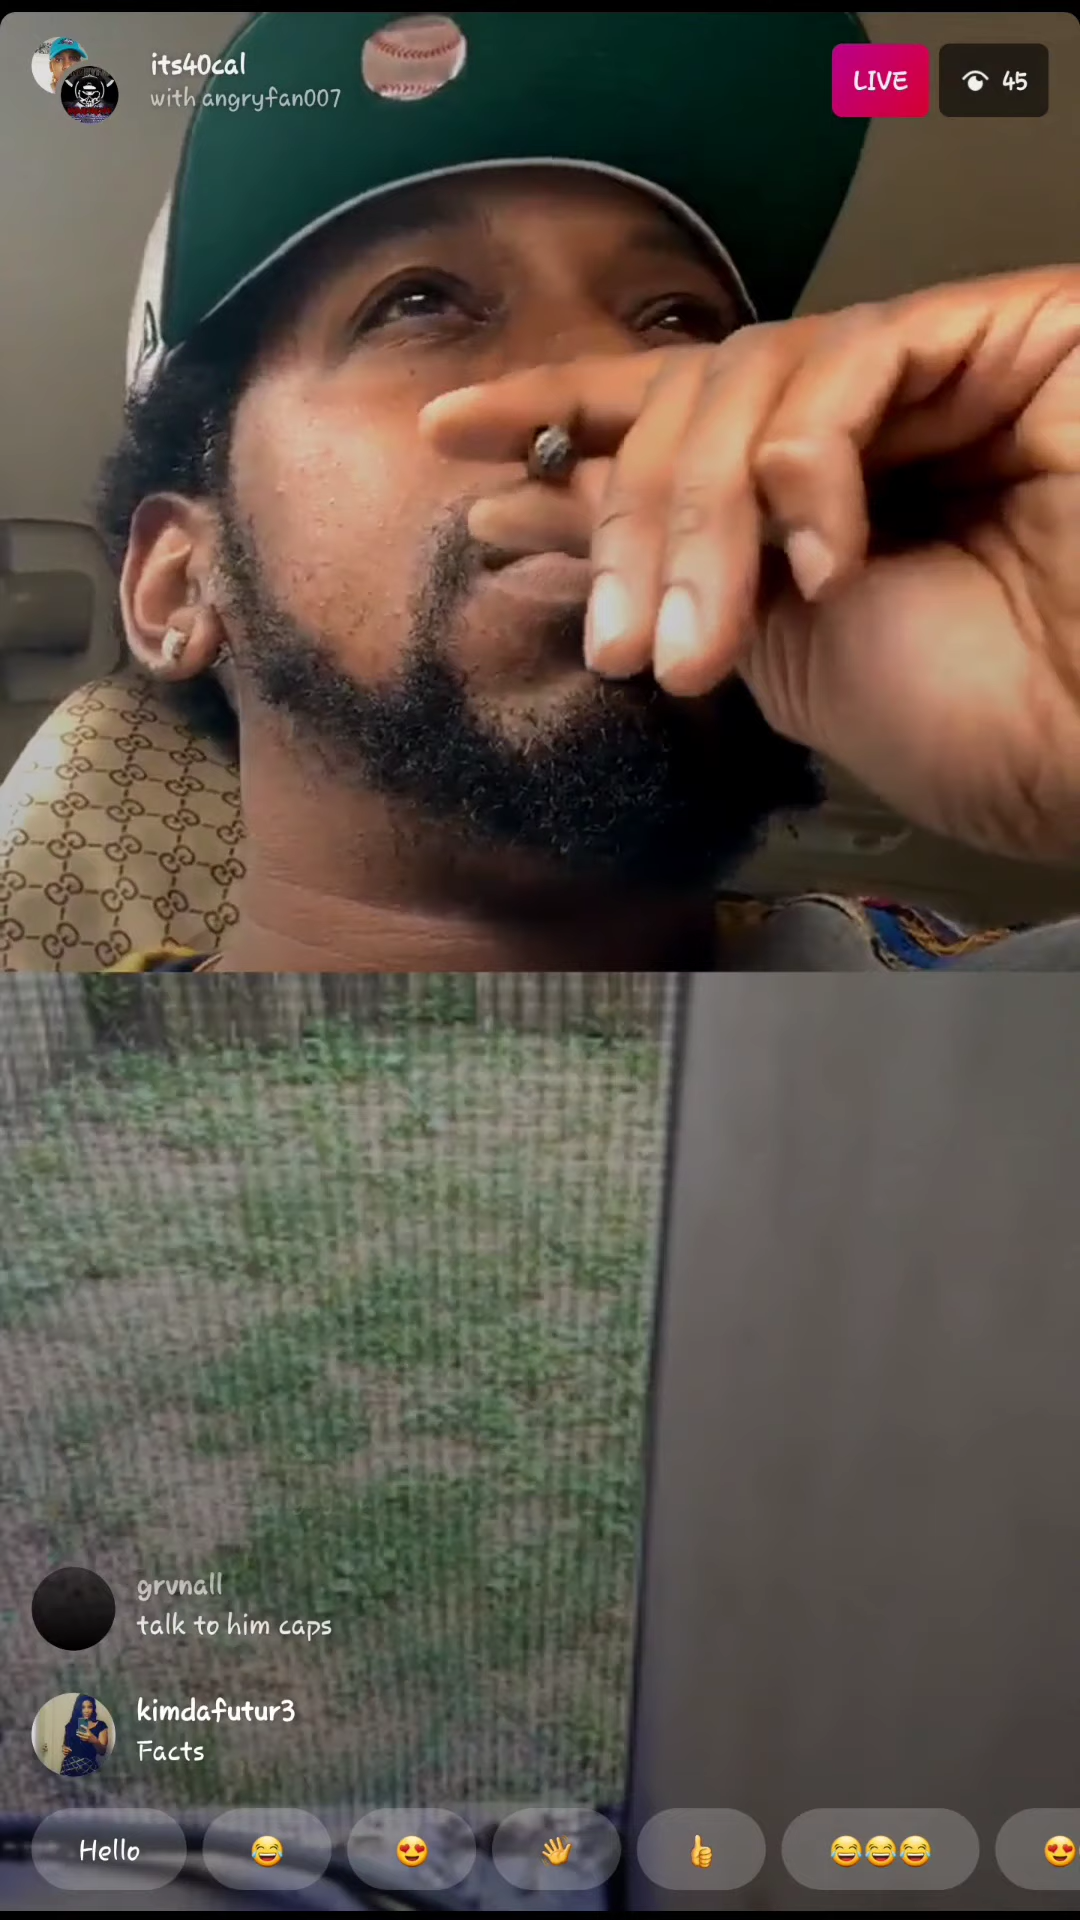 its40cal
with angryfan007
LIVE
45
grvnall
talk to him caps
kimdafutur3
Facts
Hello